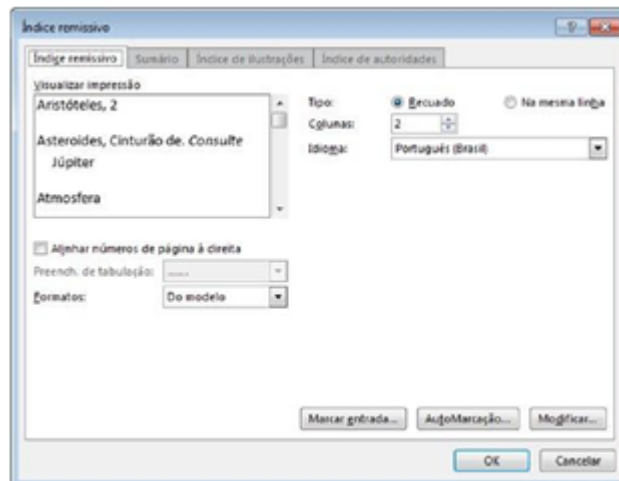 Índice remissivo
Índice remissivo Sumário Índice de ilustrações Índice de autoridades
Visualizar impressão
Aristóteles, 2
Asteroides, Cinturão de. Consulte
Júpiter
Atmosfera
Tipo: Recuado Na mesma linha
Colunas: 2
Idioma: Português (Brasil)
Alinhar números de página à direita
Preench. de tabulação: .......
Formatos: Do modelo
Marcar entrada... AutoMarcação... Modificar...
OK Cancelar